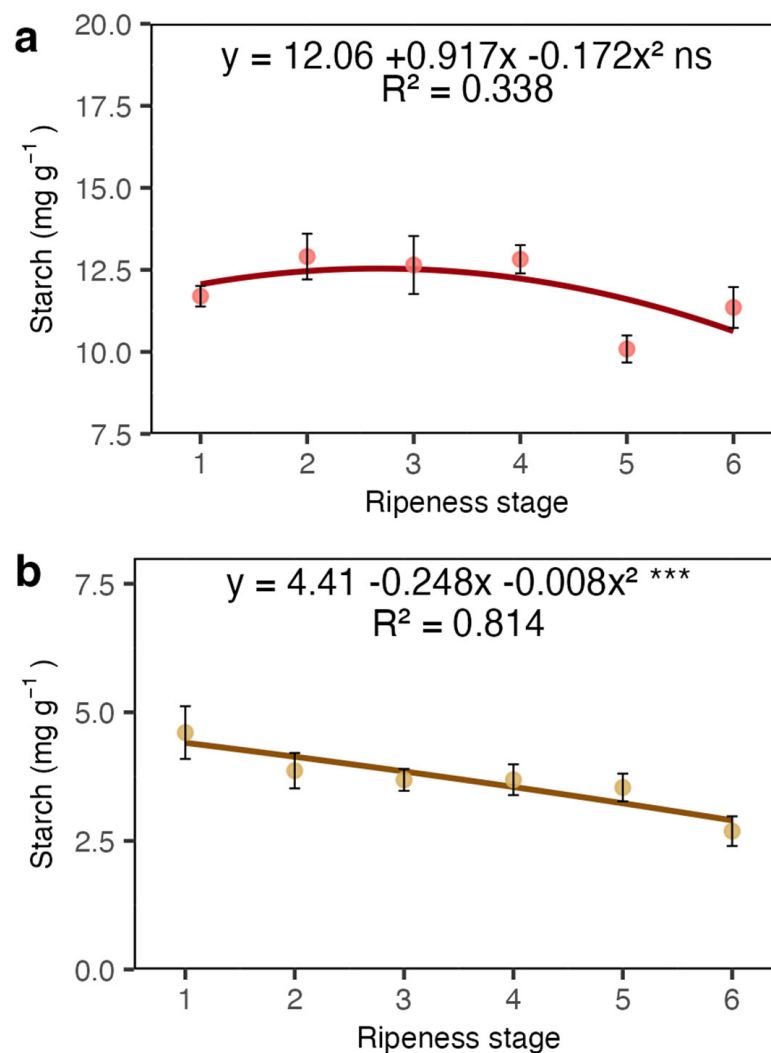 a
y = 12.06 +0.917x -0.172x² ns
R² = 0.338
20.0
17.5
15.0
12.5
10.0
7.5
Starch (mg g⁻¹ )
1 2 3 4 5 6
Ripeness stage
b
y = 4.41 -0.248x -0.008x² ***
R² = 0.814
7.5
5.0
2.5
0.0
Starch (mg g⁻¹ )
1 2 3 4 5 6
Ripeness stage